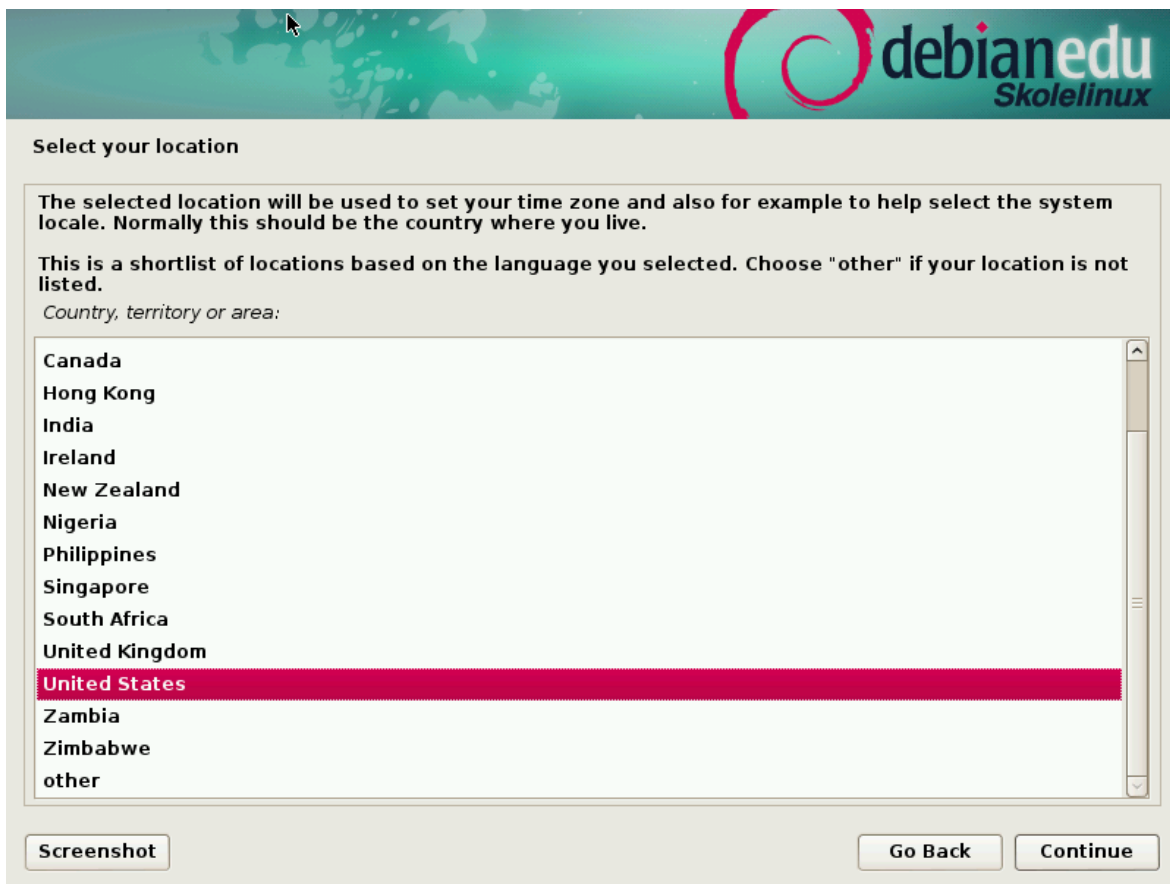 debianedu
Skolelinux
Select your location
The selected location will be used to set your time zone and also for example to help select the system
locale. Normally this should be the country where you live.
This is a shortlist of locations based on the language you selected. Choose "other" if your location is not
listed.
Country, territory or area:
Canada
Hong Kong
India
Ireland
New Zealand
Nigeria
Philippines
Singapore
South Africa
United Kingdom
United States
Zambia
Zimbabwe
other
Screenshot
Go Back
Continue